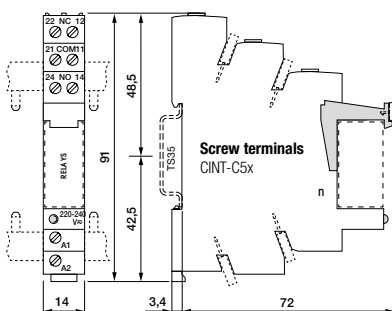 22 NC 12
21 COM11
24 NO 14
RELAYS
220-240
V≂
A1
A2
14
91
48,5
42,5
TS35
Screw terminals
CINT-C5x
n
3,4
72